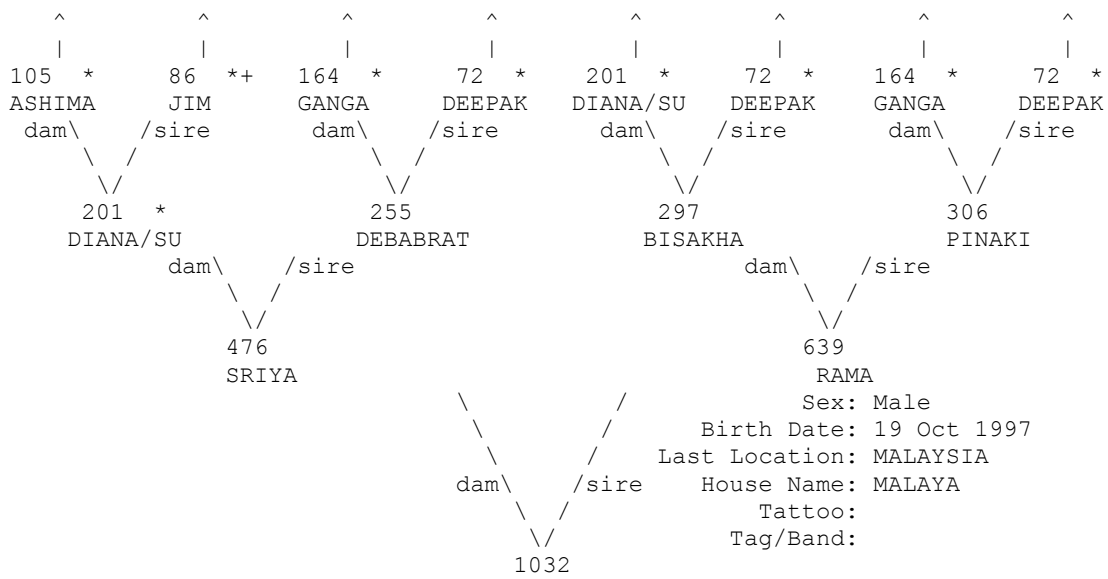 ^ ^ ^ ^ ^ ^ ^ ^
| | | | | | | |
105 * 86 *+ 164 * 72 * 201 * 72 * 164 * 72 *
ASHIMA JIM GANGA DEEPAK DIANA/SU DEEPAK GANGA DEEPAK
dam\ /sire dam\ /sire dam\ /sire dam\ /sire
\ / \ / \ / \ /
\/ \/ \/ \/
201 * 255 297 306
DIANA/SU DEBABRAT BISAKHA PINAKI
dam\ /sire dam\ /sire
\ / \ /
\/ \/
476 639
SRIYA RAMA
\ / Sex: Male
\ / Birth Date: 19 Oct 1997
\ / Last Location: MALAYSIA
dam\ /sire House Name: MALAYA
\ / Tattoo:
\/ Tag/Band:
1032